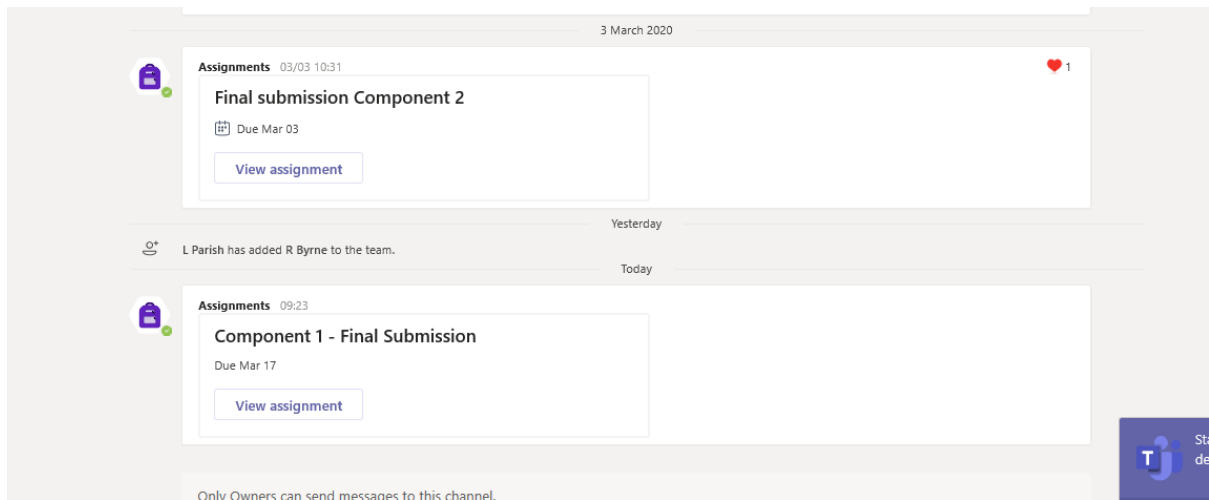 3 March 2020
Assignments 03/03 10:31
1
Final submission Component 2
Due Mar 03
View assignment
Yesterday
L Parish has added R Byrne to the team.
Today
Assignments 09:23
Component 1 - Final Submission
Due Mar 17
View assignment
T
Only Owners can send messages to this channel.